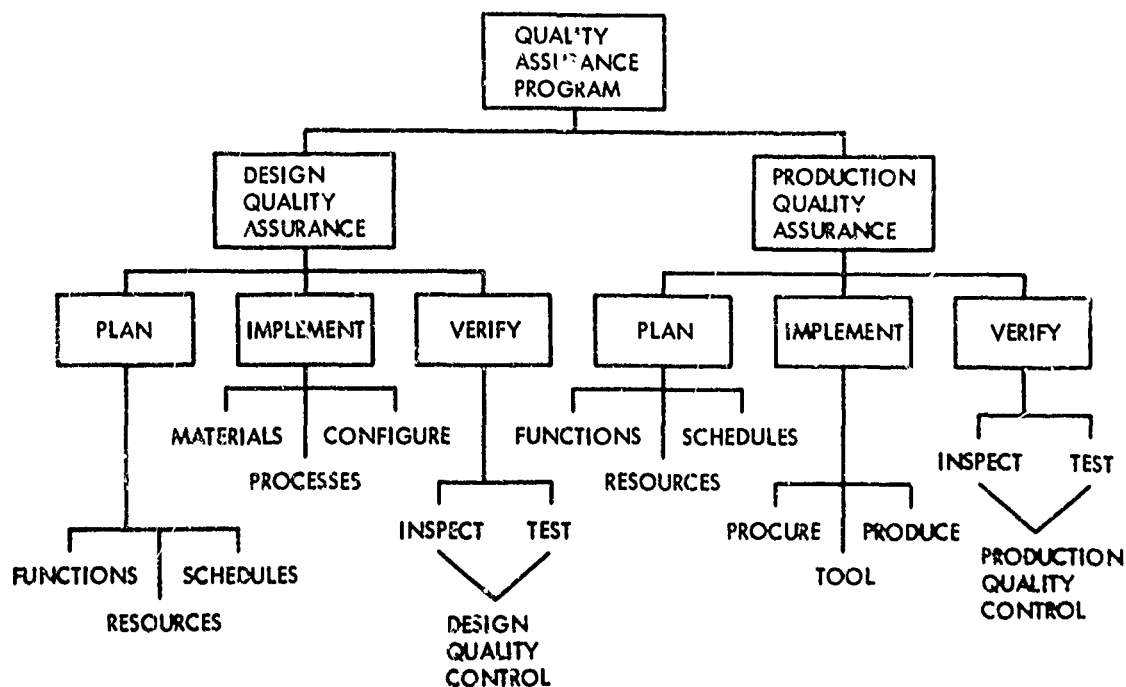 QUALITY
ASSURANCE
PROGRAM
DESIGN
QUALITY
ASSURANCE
PRODUCTION
QUALITY
ASSURANCE
PLAN
IMPLEMENT
VERIFY
PLAN
IMPLEMENT
VERIFY
MATERIALS
CONFIGURE
PROCESSES
FUNCTIONS
SCHEDULES
RESOURCES
INSPECT
TEST
DESIGN
QUALITY
CONTROL
FUNCTIONS
SCHEDULES
RESOURCES
PROCURE
PRODUCE
TOOL
INSPECT
TEST
PRODUCTION
QUALITY
CONTROL